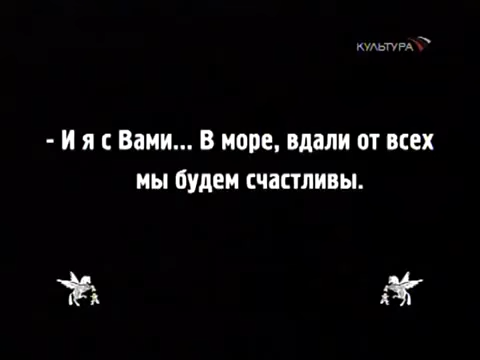 КУЛЬТУРА
- И я с Вами... В море, вдали от всех
мы будем счастливы.